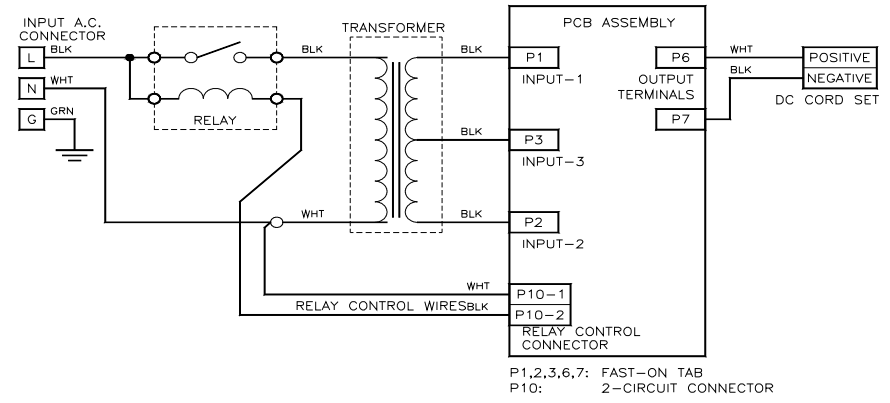 INPUT A.C.
CONNECTOR
TRANSFORMER
PCB ASSEMBLY
L
BLK
BLK
BLK
P1
INPUT-1
P6
WHT
POSITIVE
OUTPUT
TERMINALS
BLK
NEGATIVE
DC CORD SET
N
WHT
G
GRN
RELAY
P7
BLK
P3
INPUT-3
WHT
BLK
P2
INPUT-2
WHT
P10-1
RELAY CONTROL WIRES
BLK
P10-2
RELAY CONTROL
CONNECTOR
P1,2,3,6,7: FAST-ON TAB
P10: 2-CIRCUIT CONNECTOR